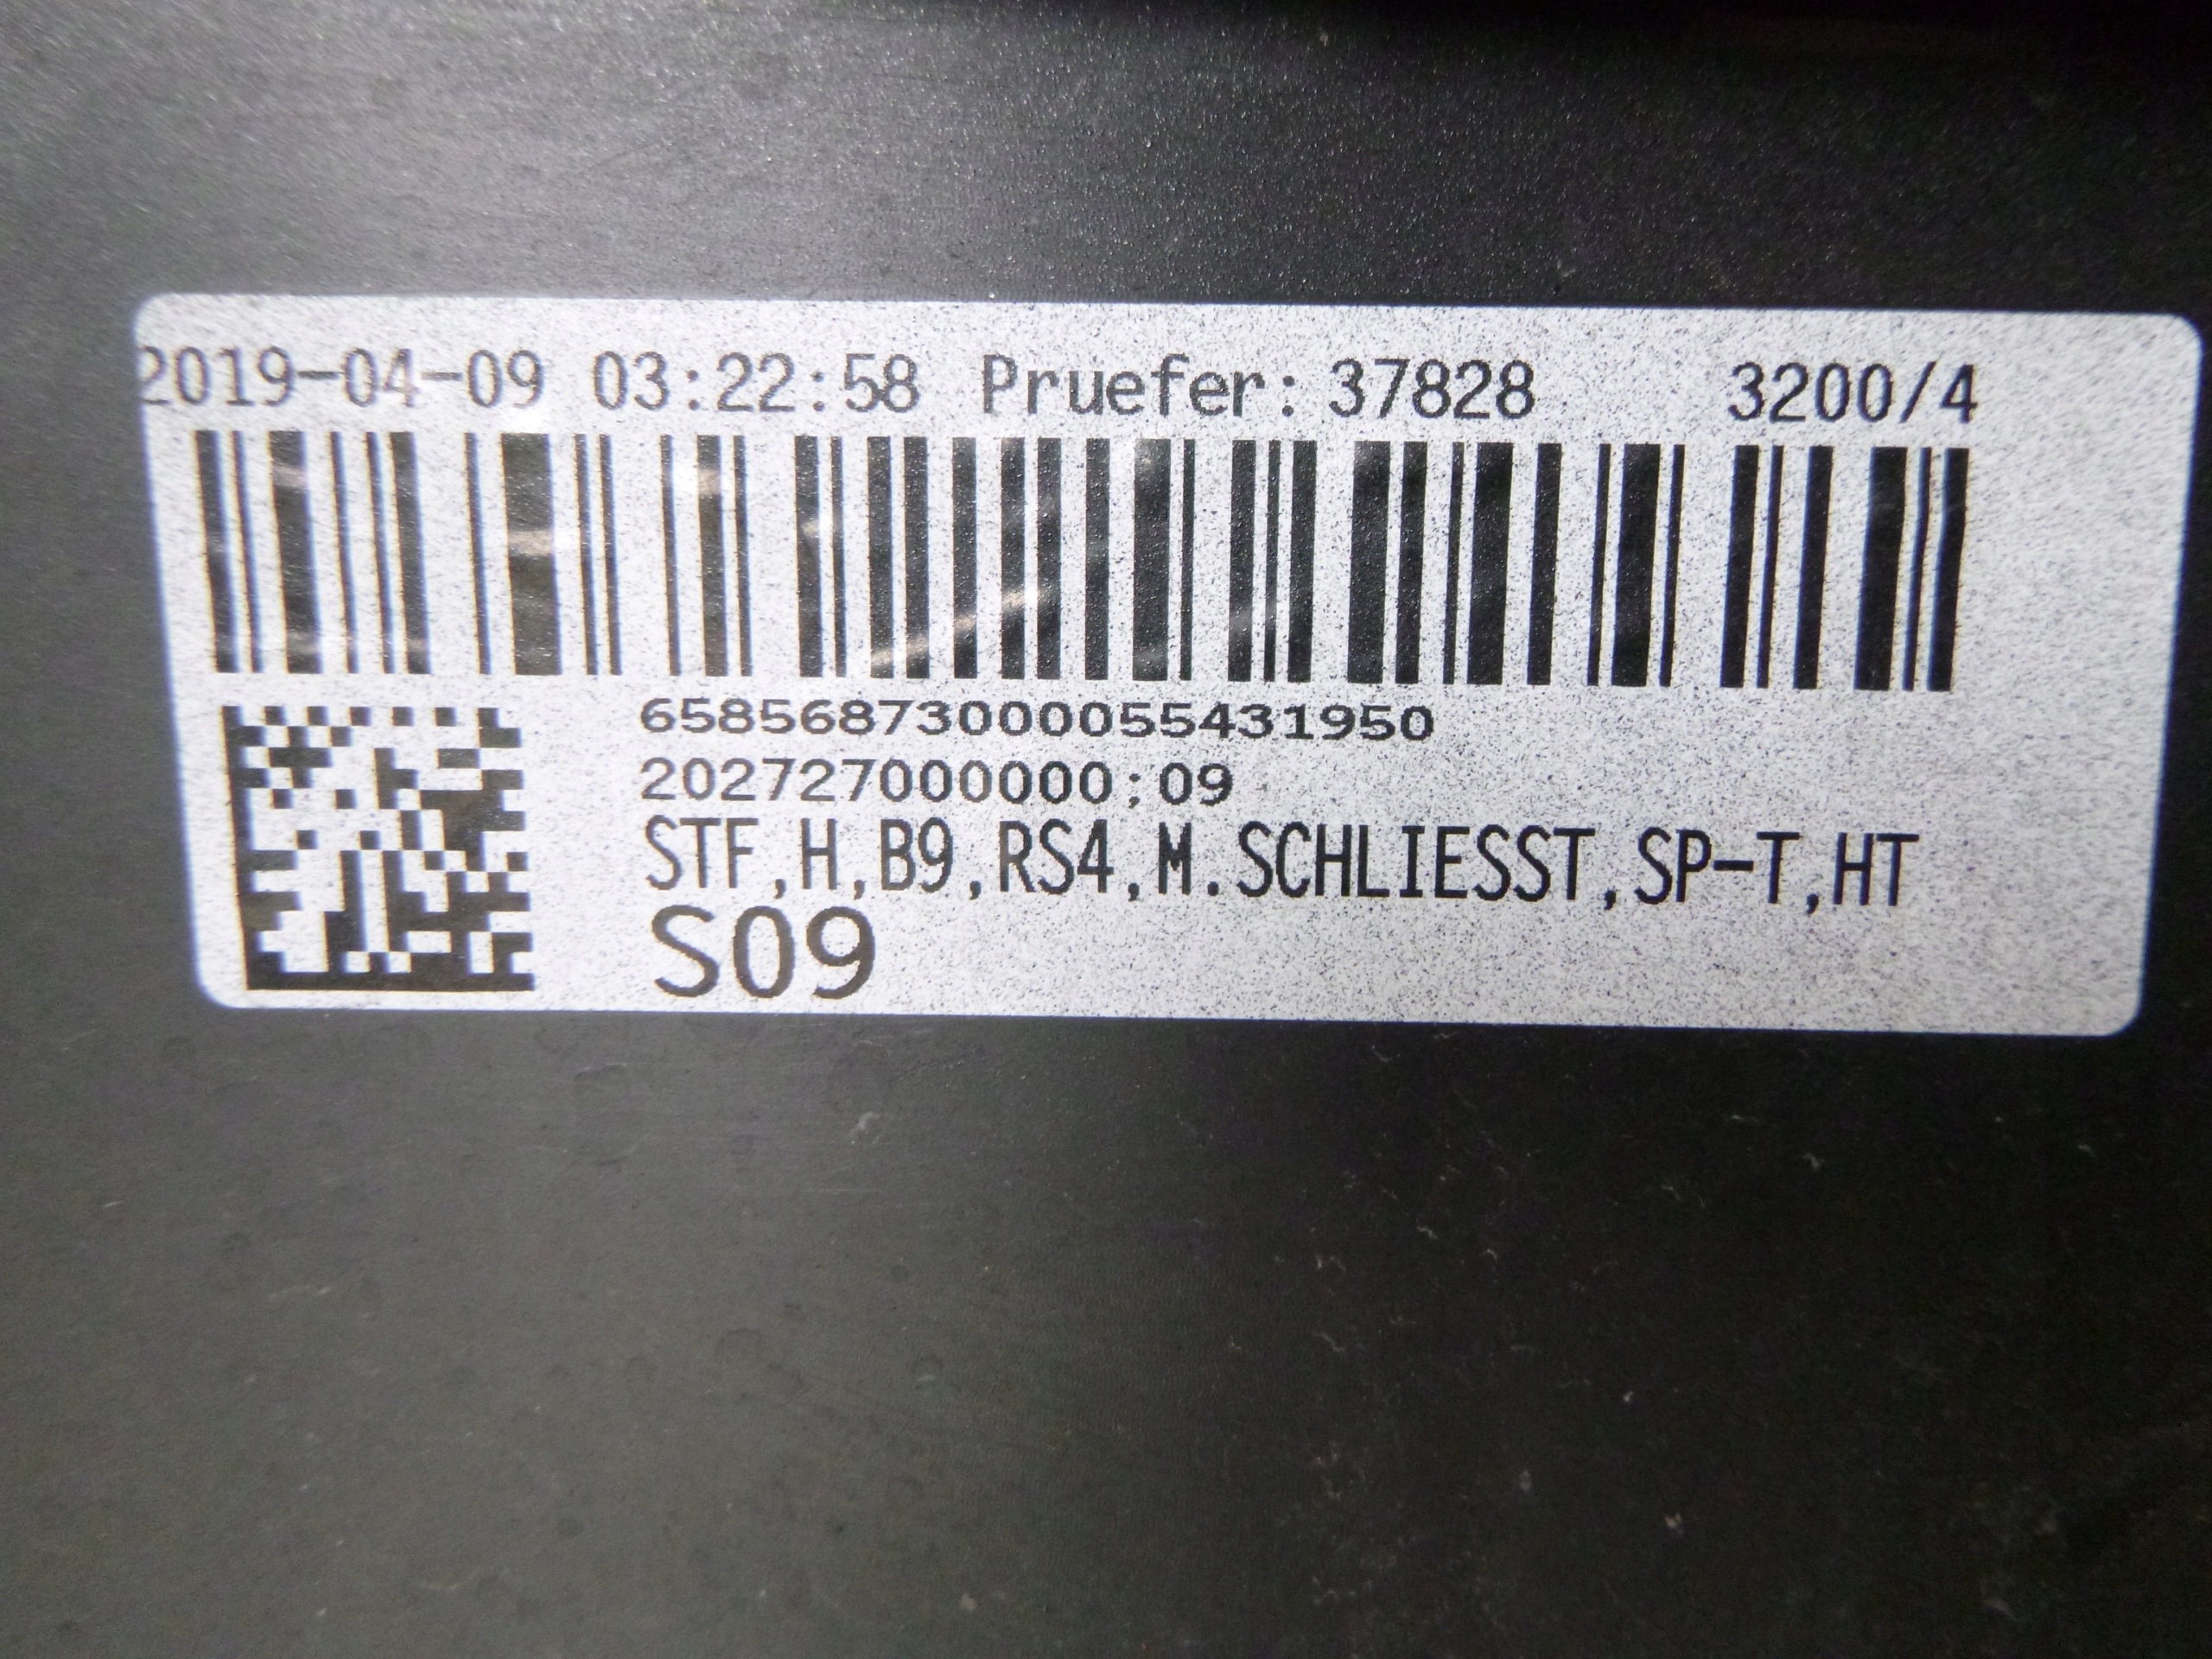 2019-04-09 03:22:58 Pruefer: 37828 3200/4
65856873000055431950
202727000000:09
STF,H,B9,RS4,M.SCHLIESST,SP-T,HT
S09